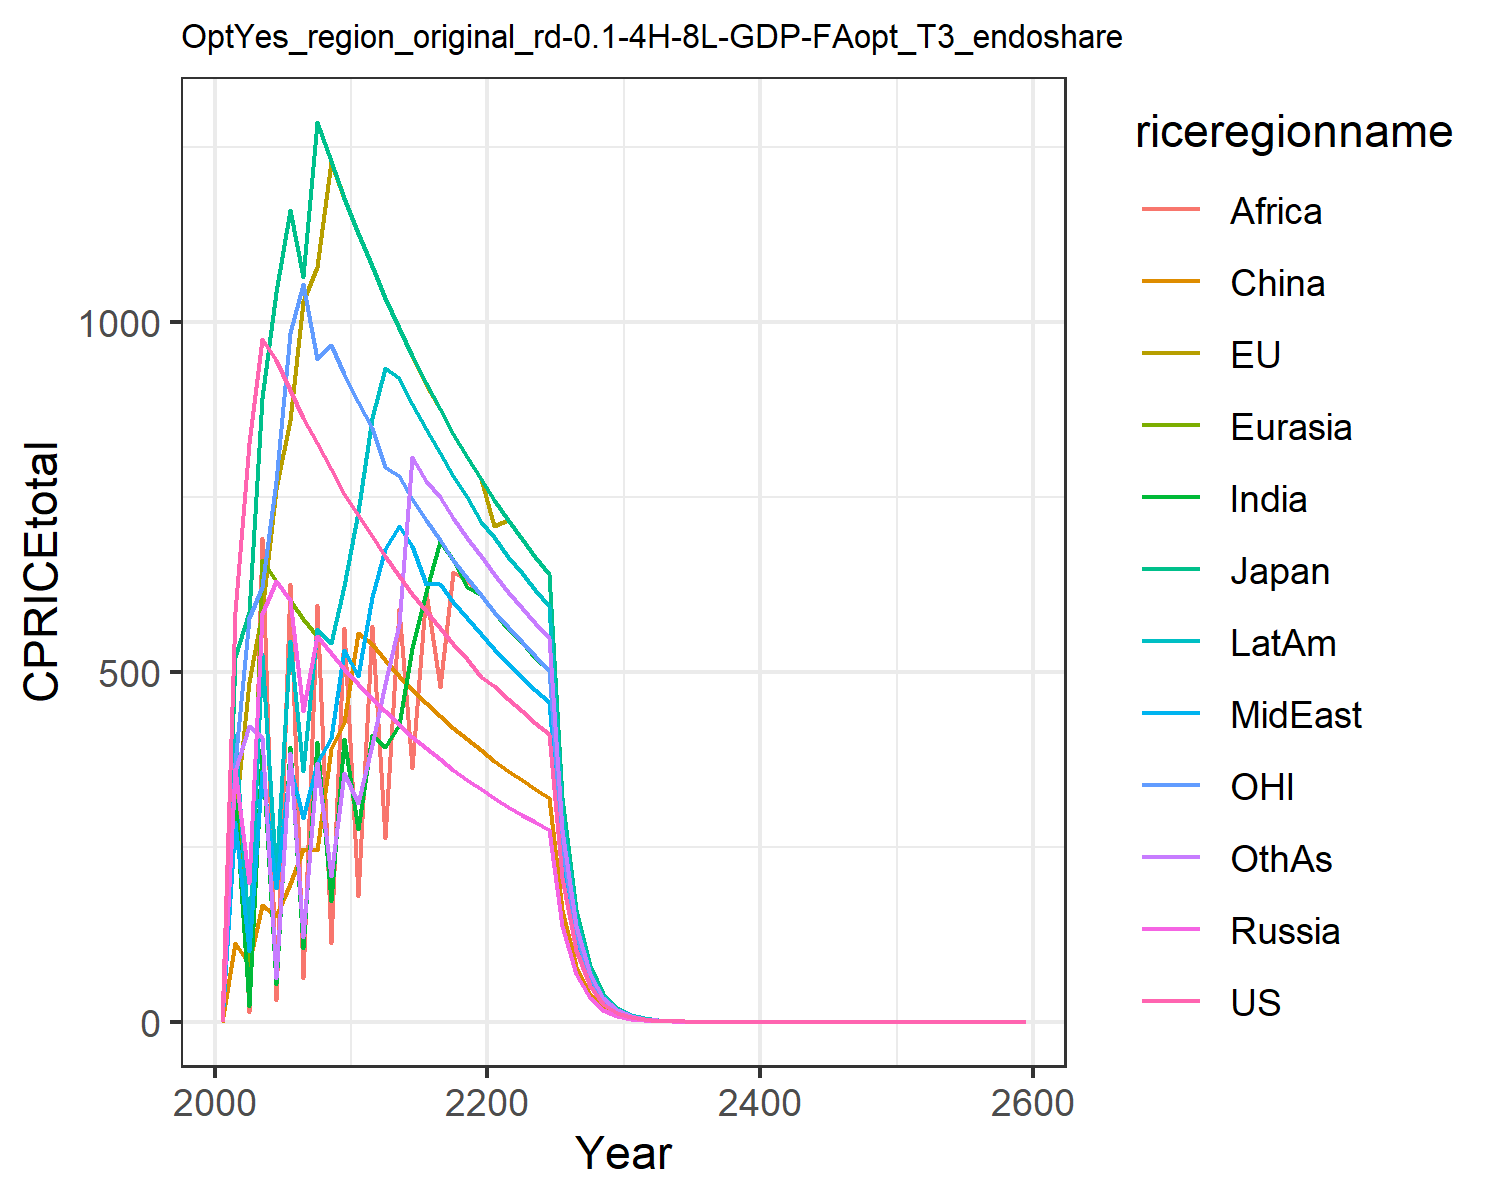 OptYes_region_original_rd-0.1-4H-8L-GDP-FAopt_T3_endoshare
CPRICEtotal
1000
500
0
2000
2200
2400
2600
Year
riceregionname
Africa
China
EU
Eurasia
India
Japan
LatAm
MidEast
OHI
OthAs
Russia
US